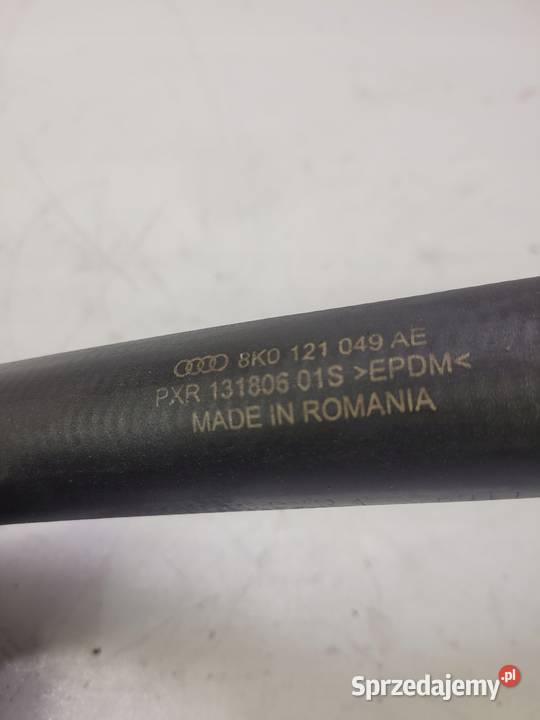 8K0 121 049 AE
PXR 131806 01S >EPDM<
MADE IN ROMANIA
Sprzedajemy.pl